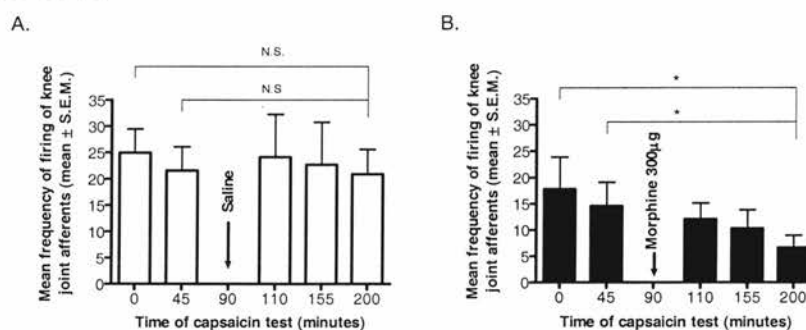 A.
N.S.
N.S
Mean frequency of firing of knee
joint afferents (mean ± S.E.M.)
35
30
25
20
15
10
5
0
Saline
0 45 90 110 155 200
Time of capsaicin test (minutes)
B.
*
*
Mean frequency of firing of knee
joint afferents (mean ± S.E.M.)
35
30
25
20
15
10
5
0
Morphine 300µg
0 45 90 110 155 200
Time of capsaicin test (minutes)